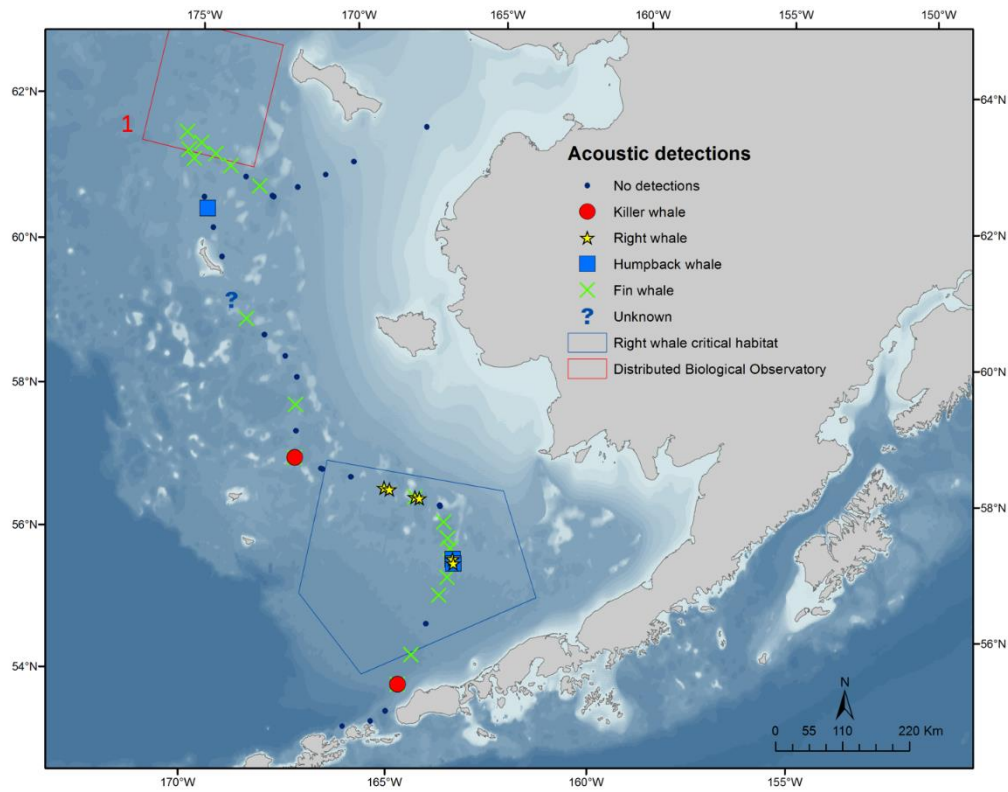 175°W 170°W 165°W 160°W 155°W 150°W
62°N
64°N
1
Acoustic detections
No detections
Killer whale
Right whale
Humpback whale
Fin whale
? Unknown
Right whale critical habitat
Distributed Biological Observatory
60°N
62°N
?
58°N
60°N
56°N
58°N
54°N
56°N
N
0 55 110 220 Km
170°W 165°W 160°W 155°W